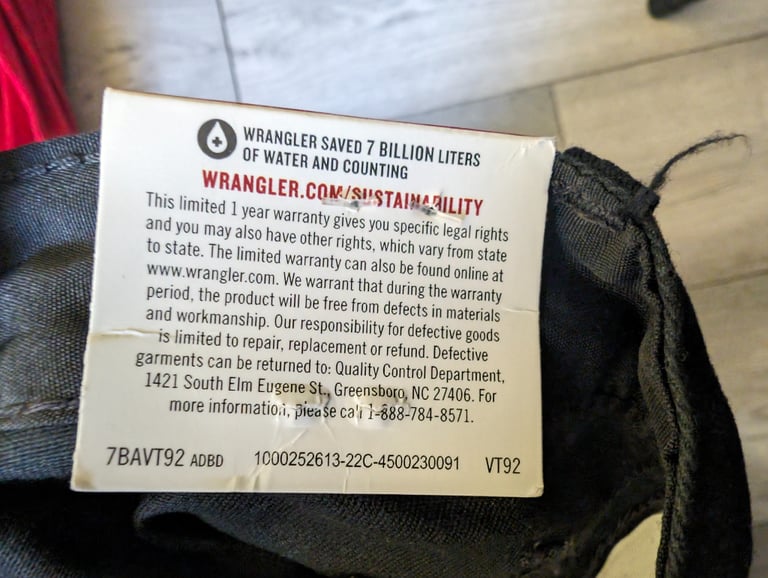 WRANGLER SAVED 7 BILLION LITERS
OF WATER AND COUNTING
WRANGLER.COM/SUSTAINABILITY
This limited 1 year warranty gives you specific legal rights
and you may also have other rights, which vary from state
to state. The limited warranty can also be found online at
www.wrangler.com. We warrant that during the warranty
period, the product will be free from defects in materials
and workmanship. Our responsibility for defective goods
is limited to repair, replacement or refund. Defective
garments can be returned to: Quality Control Department,
1421 South Elm Eugene St., Greensboro, NC 27406. For
more information, please call 1-888-784-8571.
7BAVT92 ADBD 1000252613-22C-4500230091 VT92